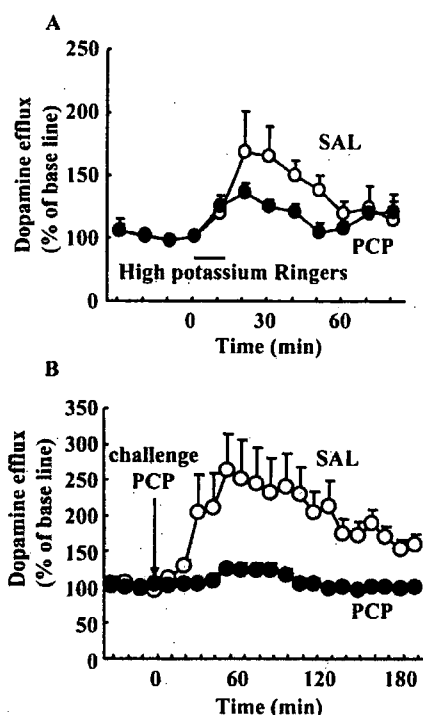 A
Dopamine efflux
(% of base line)
250
200
150
100
50
0
SAL
PCP
High potassium Ringers
0
30
60
Time (min)
B
Dopamine efflux
(% of base line)
350
300
250
200
150
100
50
0
challenge
PCP
SAL
PCP
0
60
120
180
Time (min)